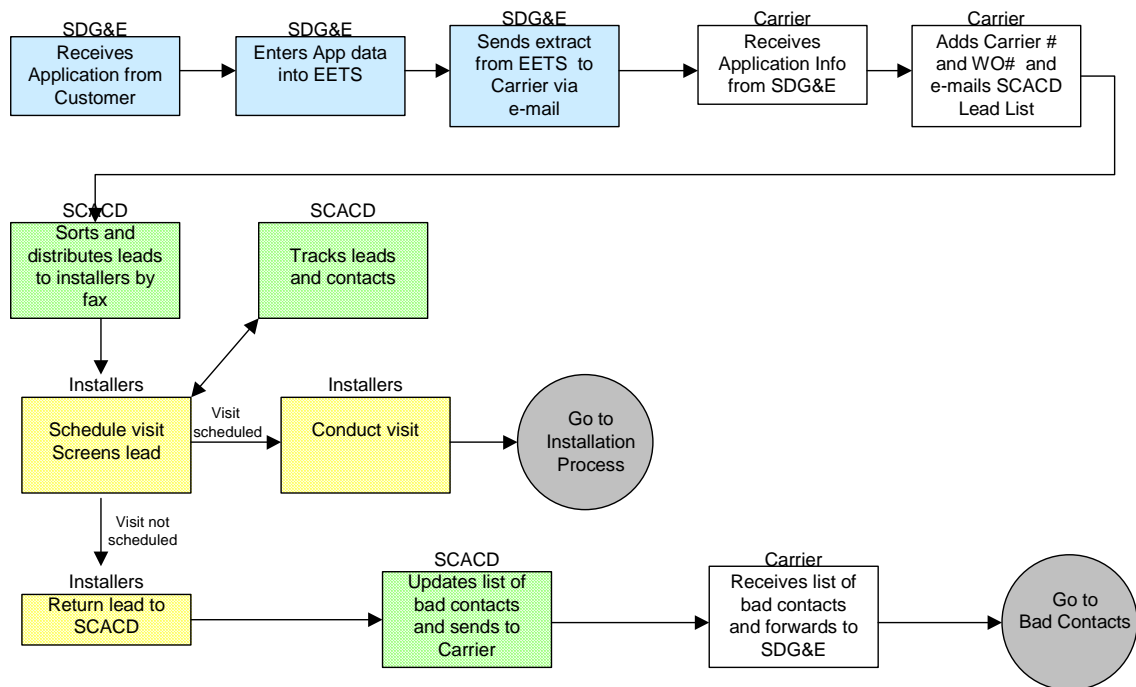 SDG&E
Receives
Application from
Customer
SDG&E
Enters App data
into EETS
SDG&E
Sends extract
from EETS to
Carrier via
e-mail
Carrier
Receives
Application Info
from SDG&E
Carrier
Adds Carrier #
and WO# and
e-mails SCACD
Lead List
SCACD
Sorts and
distributes leads
to installers by
fax
SCACD
Tracks leads
and contacts
Installers
Schedule visit
Screens lead
Visit
scheduled
Installers
Conduct visit
Go to
Installation
Process
Visit not
scheduled
Installers
Return lead to
SCACD
SCACD
Updates list of
bad contacts
and sends to
Carrier
Carrier
Receives list of
bad contacts
and forwards to
SDG&E
Go to
Bad Contacts